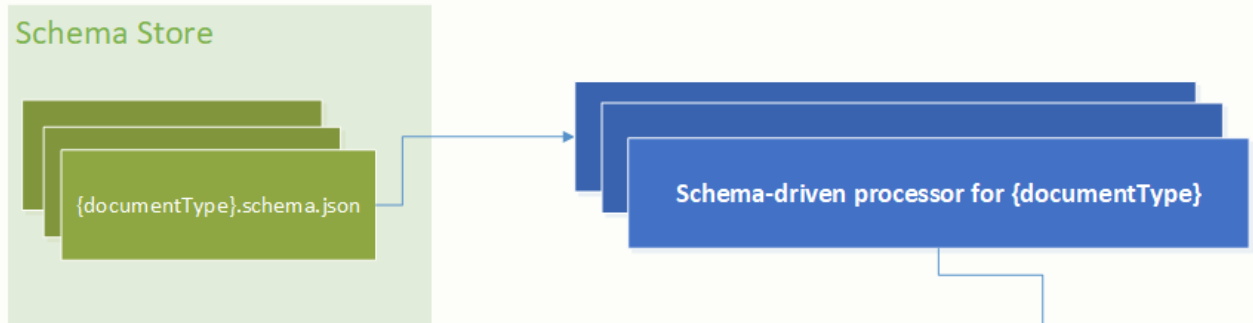 Schema Store
{documentType}.schema.json
Schema-driven processor for {documentType}